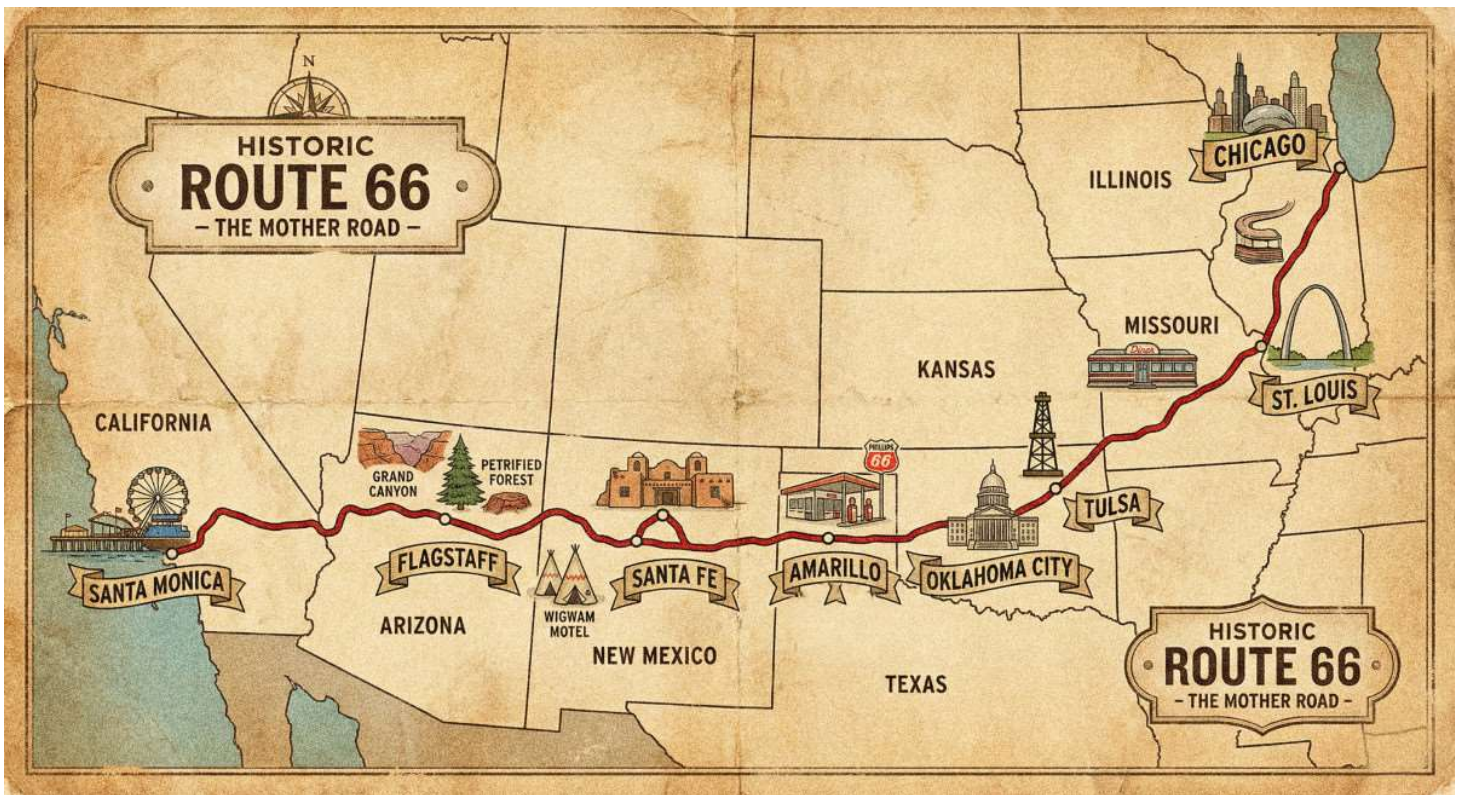 N
HISTORIC
ROUTE 66
– THE MOTHER ROAD –
CHICAGO
ILLINOIS
MISSOURI
Diner
KANSAS
ST. LOUIS
CALIFORNIA
GRAND
CANYON
PETRIFIED
FOREST
PHILLIPS
66
TULSA
SANTA MONICA
FLAGSTAFF
SANTA FE
AMARILLO
OKLAHOMA CITY
WIGWAM
MOTEL
ARIZONA
NEW MEXICO
TEXAS
HISTORIC
ROUTE 66
– THE MOTHER ROAD –